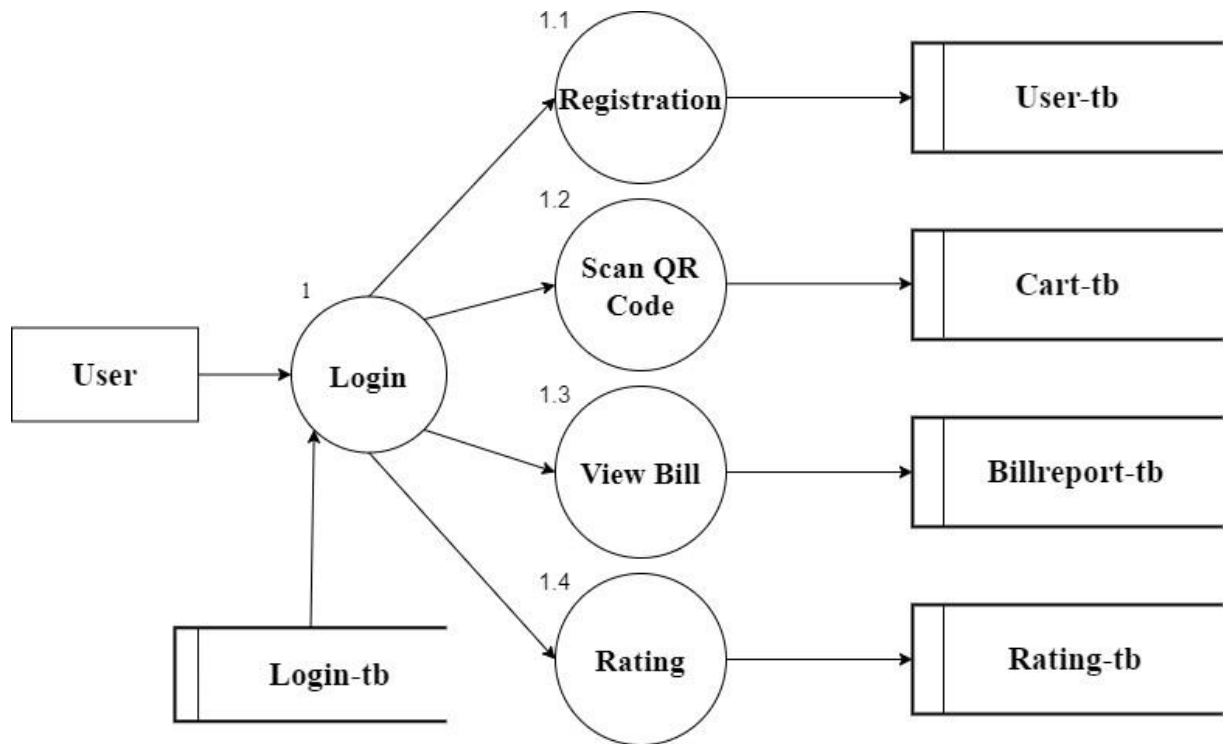 1.1
Registration
User-tb
1.2
Scan QR
Code
Cart-tb
1
User
Login
1.3
View Bill
Billreport-tb
1.4
Login-tb
Rating
Rating-tb